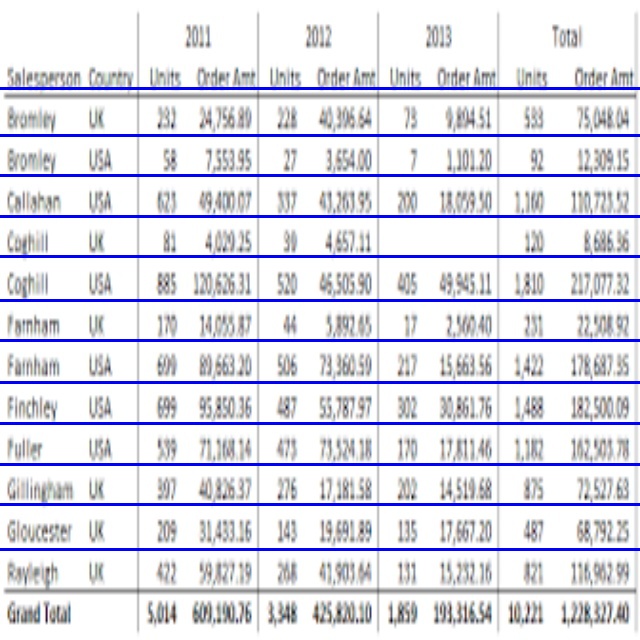 2011 2012 2013 Total
Salesperson Country Units Order Amt Units Order Amt Units Order Amt Units Order Amt
Bromley UK 232 24,756.89 228 40,396.64 73 9,894.51 533 75,048.04
Bromley USA 58 7,553.95 27 3,654.00 7 1,101.20 92 12,309.15
Callahan USA 623 49,400.07 337 43,263.95 200 18,059.50 1,160 110,723.52
Coghill UK 81 4,029.25 39 4,657.11 120 8,686.36
Coghill USA 885 120,626.31 520 46,505.90 405 49,945.11 1,810 217,077.32
Farnham UK 170 14,055.87 44 5,892.65 17 2,560.40 231 22,508.92
Farnham USA 699 89,663.20 506 73,360.59 217 15,663.56 1,422 178,687.35
Finchley USA 699 95,850.36 487 55,787.97 302 30,861.76 1,488 182,500.09
Fuller USA 539 71,168.14 473 73,524.18 170 17,811.46 1,182 162,503.78
Gillingham UK 397 40,826.37 276 17,181.58 202 14,519.68 875 72,527.63
Gloucester UK 209 31,433.16 143 19,691.89 135 17,667.20 487 68,792.25
Rayleigh UK 422 59,827.19 268 41,903.64 131 15,232.16 821 116,962.99
Grand Total 5,014 609,190.76 3,348 425,820.10 1,859 193,316.54 10,221 1,228,327.40